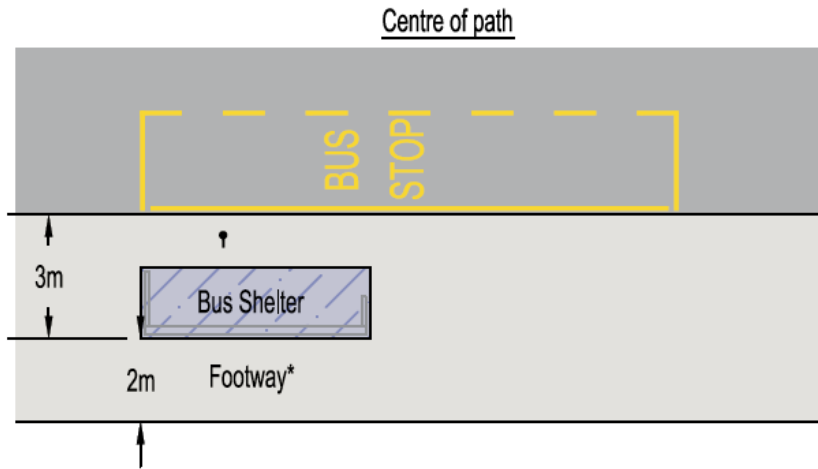 Centre of path
BUS
STOP
3m
Bus Shelter
2m
Footway*